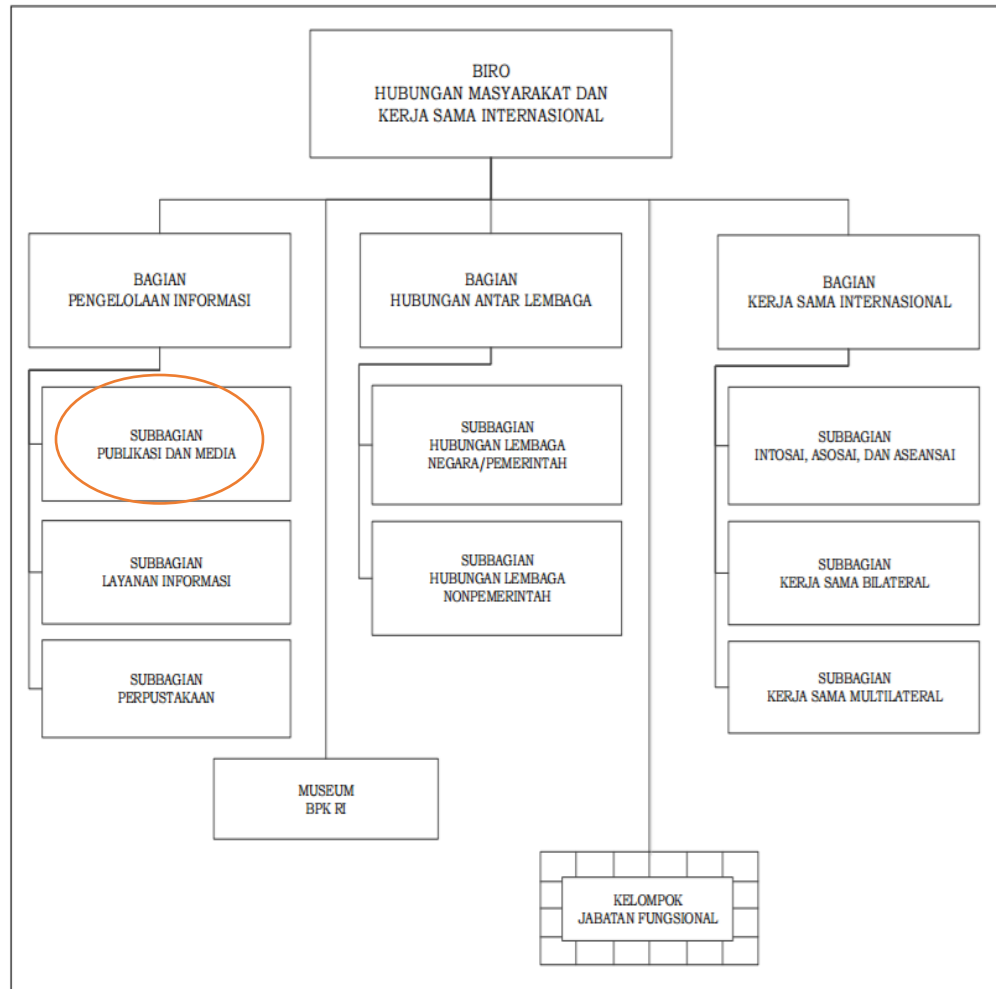 BIRO
HUBUNGAN MASYARAKAT DAN
KERJA SAMA INTERNASIONAL
BAGIAN
PENGELOLAAN INFORMASI
BAGIAN
HUBUNGAN ANTAR LEMBAGA
BAGIAN
KERJA SAMA INTERNASIONAL
SUBBAGIAN
PUBLIKASI DAN MEDIA
SUBBAGIAN
HUBUNGAN LEMBAGA
NEGARA/PEMERINTAH
SUBBAGIAN
INTOSAI, ASOSAI, DAN ASEANSAI
SUBBAGIAN
LAYANAN INFORMASI
SUBBAGIAN
HUBUNGAN LEMBAGA
NONPEMERINTAH
SUBBAGIAN
KERJA SAMA BILATERAL
SUBBAGIAN
PERPUSTAKAAN
SUBBAGIAN
KERJA SAMA MULTILATERAL
MUSEUM
BPK RI
KELOMPOK
JABATAN FUNGSIONAL